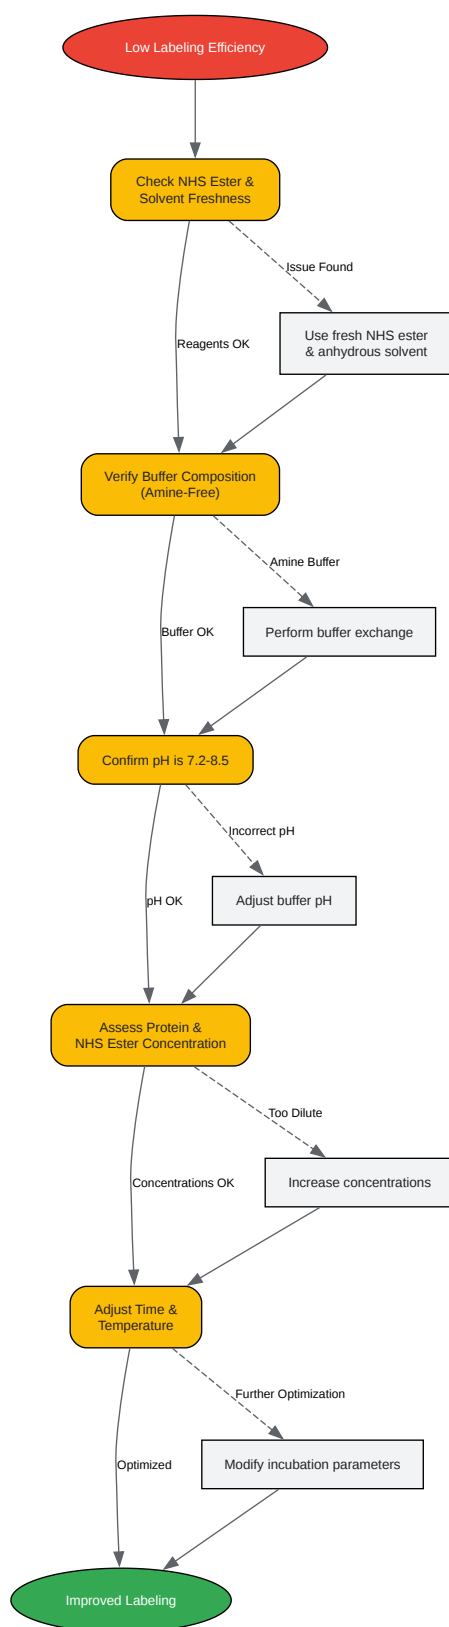 Low Labeling Efficiency
Check NHS Ester &
Solvent Freshness
Issue Found
Use fresh NHS ester
& anhydrous solvent
Reagents OK
Verify Buffer Composition
(Amine-Free)
Amine Buffer
Perform buffer exchange
Buffer OK
Confirm pH is 7.2-8.5
Incorrect pH
Adjust buffer pH
pH OK
Assess Protein &
NHS Ester Concentration
Too Dilute
Increase concentrations
Concentrations OK
Adjust Time &
Temperature
Further Optimization
Modify incubation parameters
Optimized
Improved Labeling